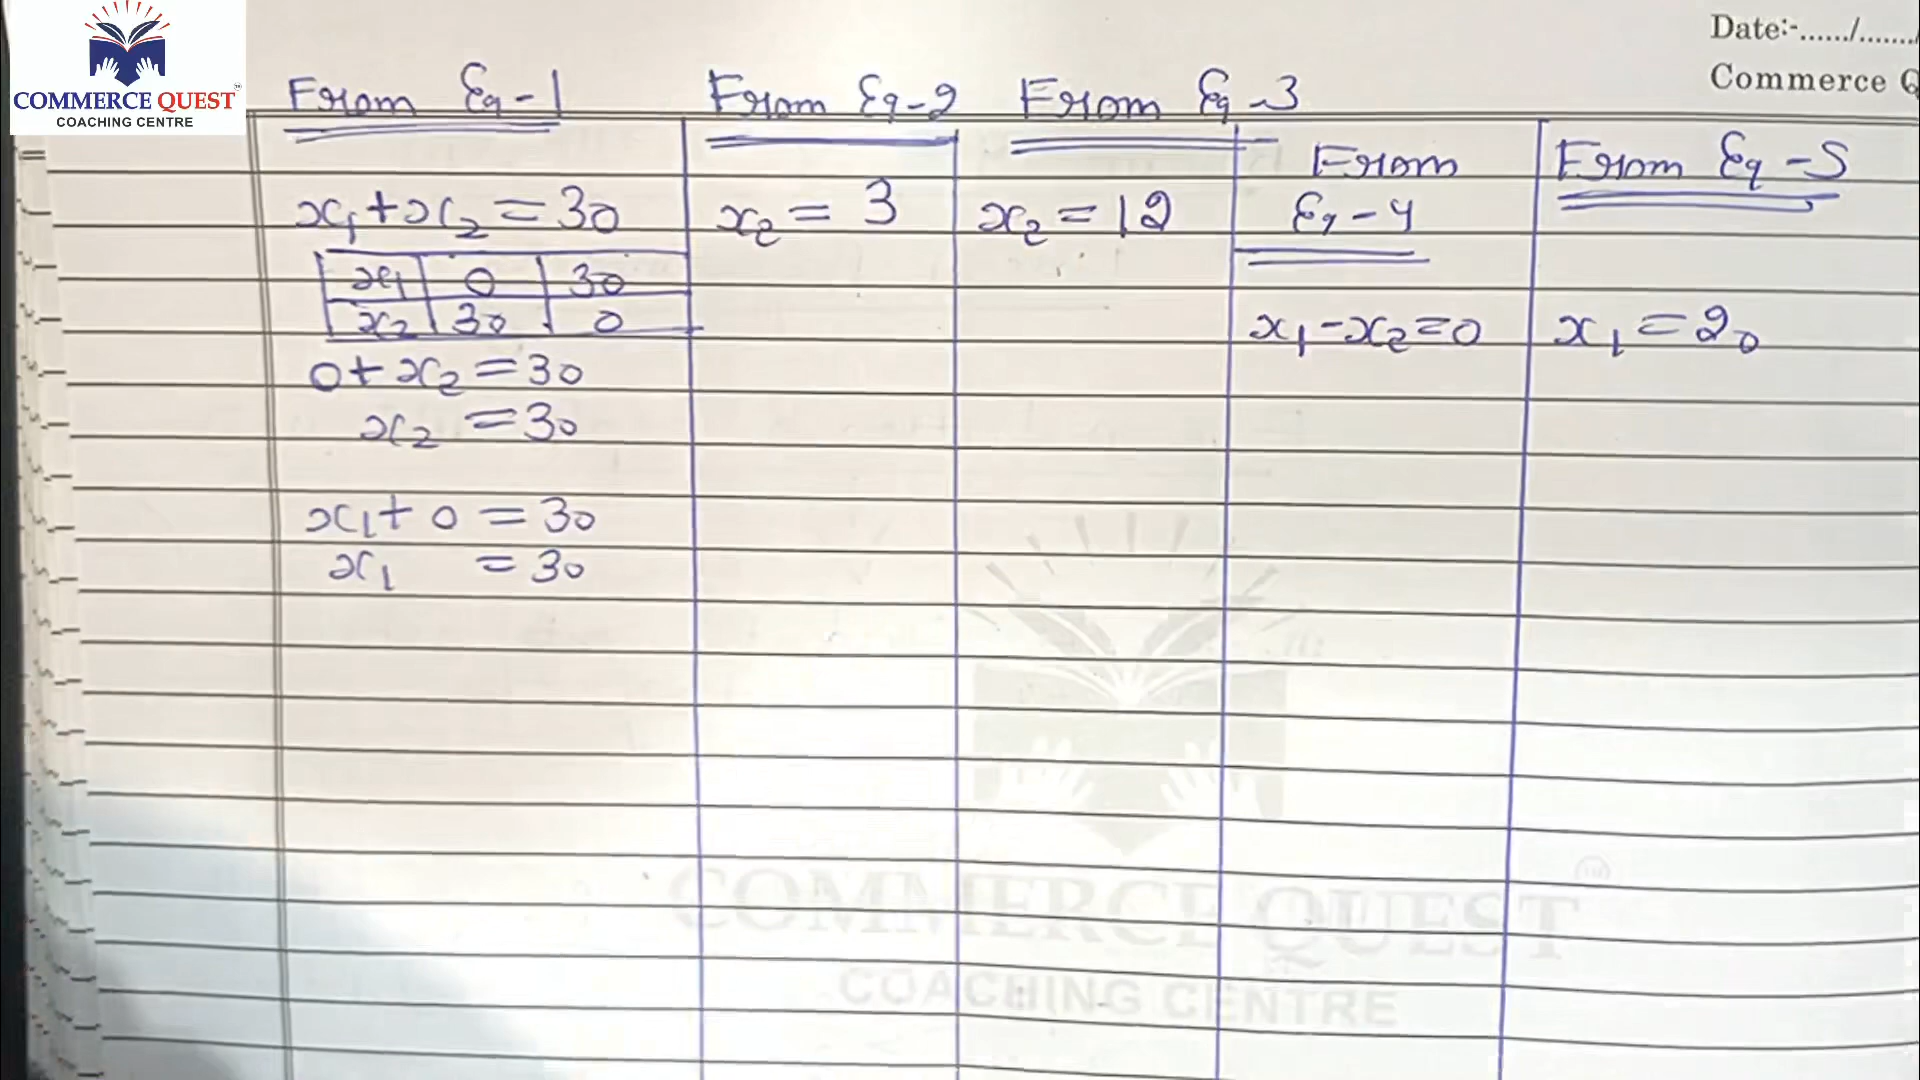 COMMERCE QUEST
COACHING CENTRE
Date:-....../.......
Commerce Q
From Eq-1
x₁+x₂=30
x₁ 0 30
x₂ 30 0
0+x₂=30
x₂ =30
x₁+0=30
x₁ =30
From Eq-2
x₂=3
From Eq-3
x₂=12
From
Eq-4
x₁-x₂=0
From Eq-5
x₁=20
COMMERCE QUEST
COACHING CENTRE